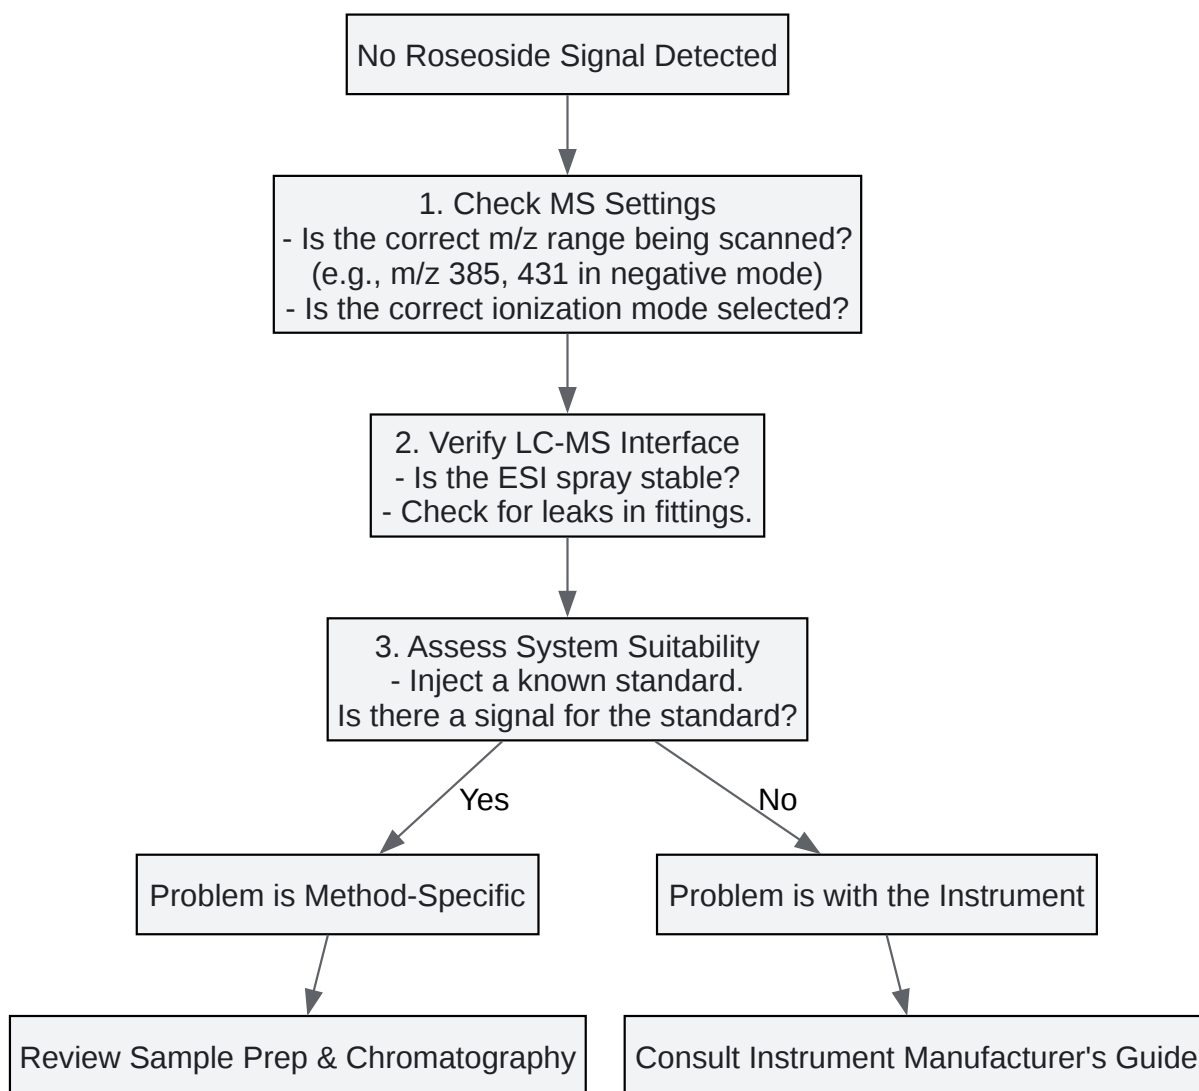 No Roseoside Signal Detected
1. Check MS Settings
- Is the correct m/z range being scanned?
(e.g., m/z 385, 431 in negative mode)
- Is the correct ionization mode selected?
2. Verify LC-MS Interface
- Is the ESI spray stable?
- Check for leaks in fittings.
3. Assess System Suitability
- Inject a known standard.
Is there a signal for the standard?
Yes
No
Problem is Method-Specific
Problem is with the Instrument
Review Sample Prep & Chromatography
Consult Instrument Manufacturer's Guide